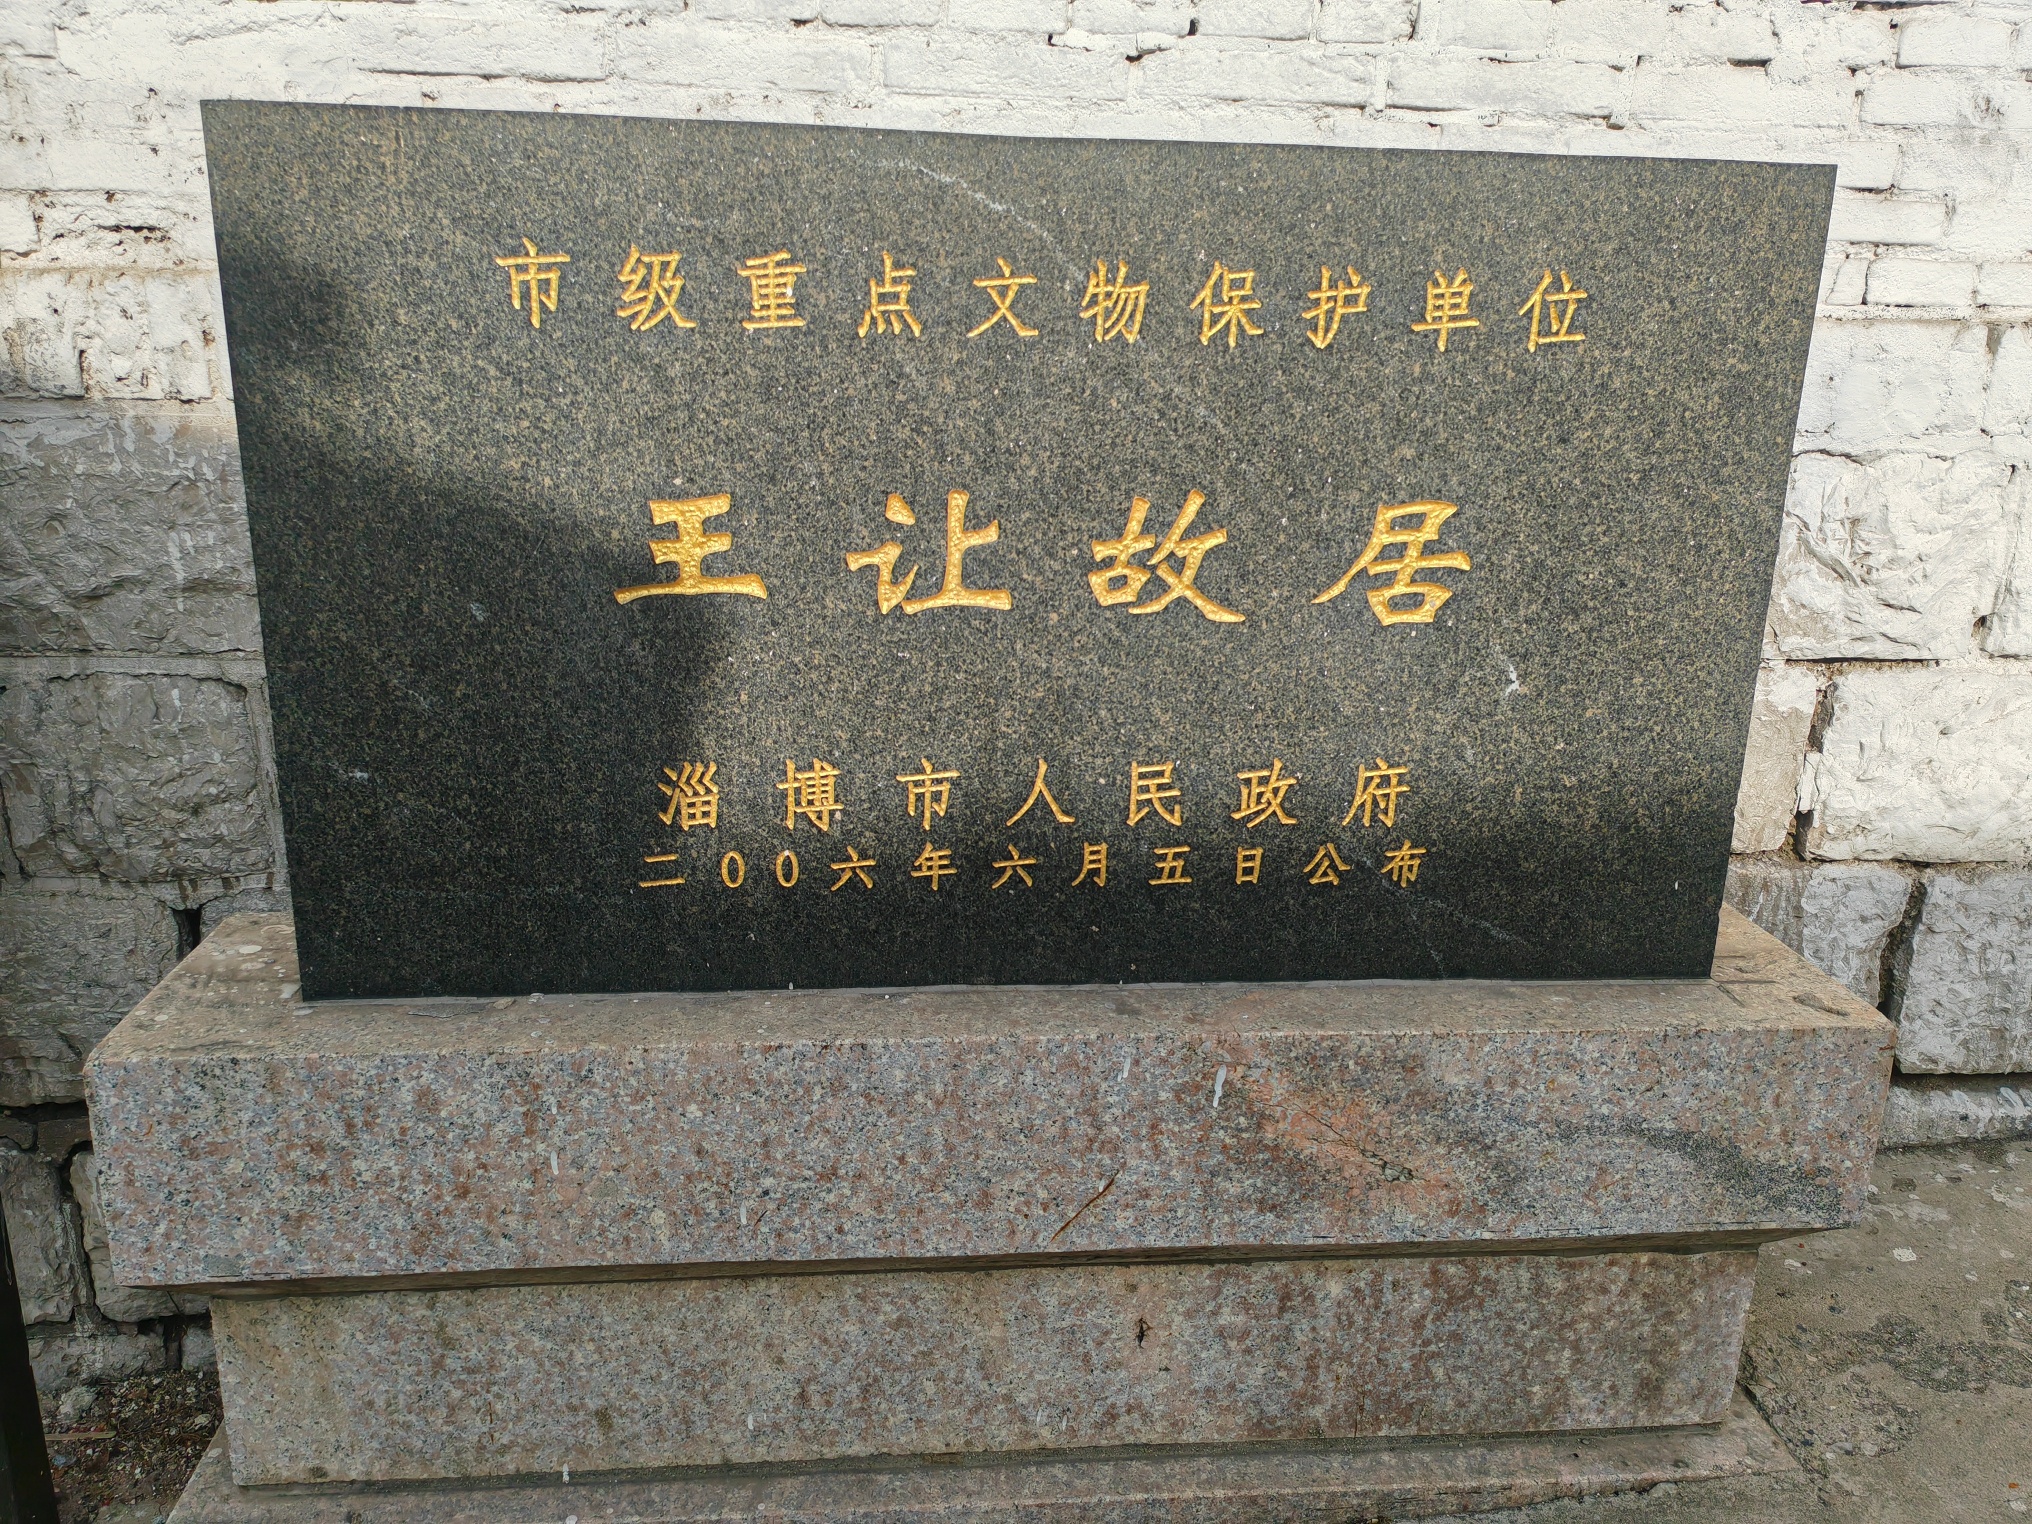 市级重点文物保护单位
王让故居
淄博市人民政府
二00六年六月五日公布